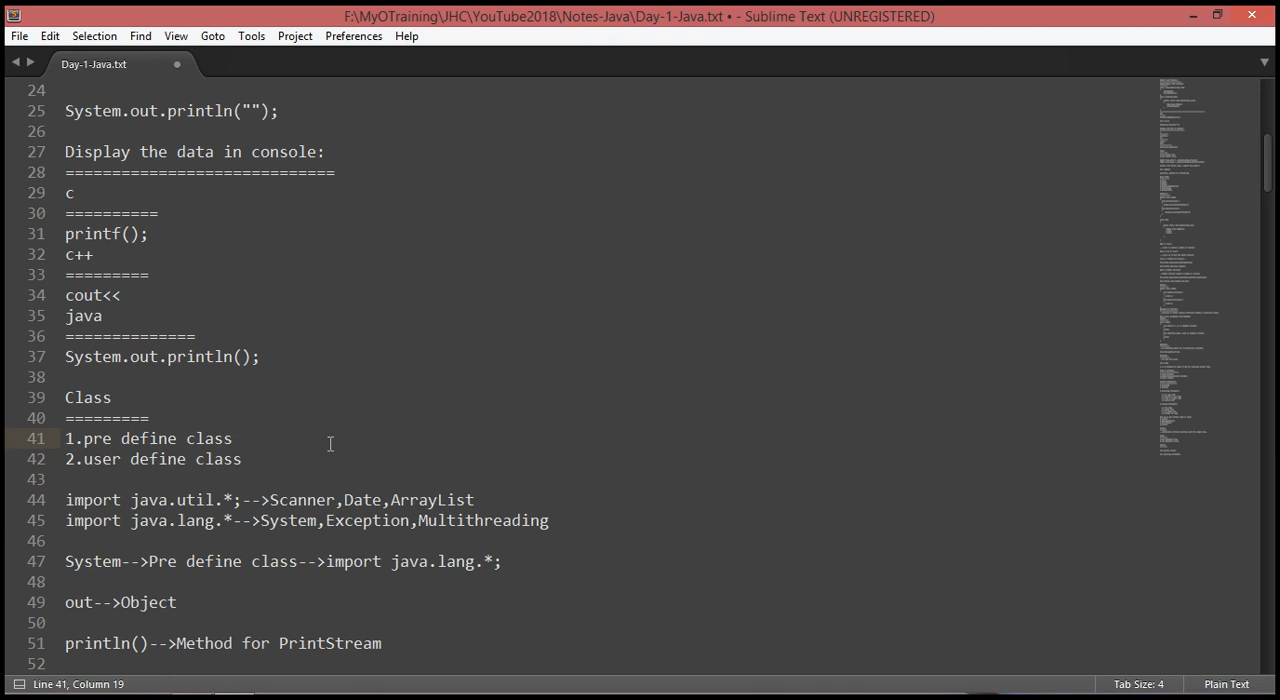 F:\MyOTraining\JHC\YouTube2018\Notes-Java\Day-1-Java.txt • - Sublime Text (UNREGISTERED)
File Edit Selection Find View Goto Tools Project Preferences Help
Day-1-Java.txt
24
25 System.out.println("");
26
27 Display the data in console:
28 =============================
29 c
30 ==========
31 printf();
32 c++
33 =========
34 cout<<
35 java
36 ==============
37 System.out.println();
38
39 Class
40 =========
41 1.pre define class
42 2.user define class
43
44 import java.util.*;-->Scanner,Date,ArrayList
45 import java.lang.*-->System,Exception,Multithreading
46
47 System-->Pre define class-->import java.lang.*;
48
49 out-->Object
50
51 println()-->Method for PrintStream
52
Line 41, Column 19 Tab Size: 4 Plain Text